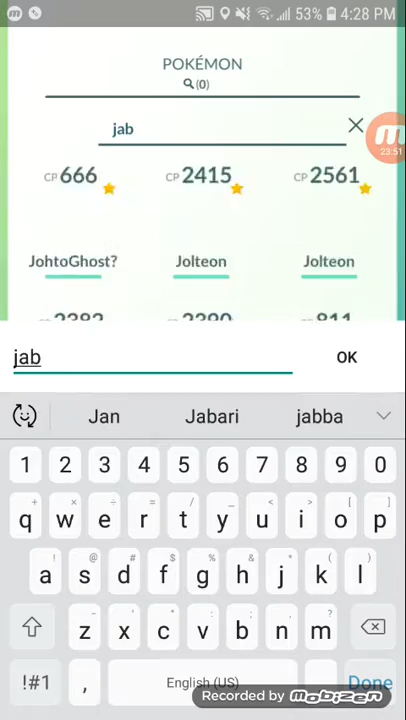 53% 4:28 PM
POKÉMON
(0)
jab
23:51
CP 666 CP 2415 CP 2561
JohtoGhost? Jolteon Jolteon
jab OK
Jan Jabari jabba
1 2 3 4 5 6 7 8 9 0
+ × ÷ = / _ < > [ ]
q w e r t y u i o p
! @ # $ % ^ & * ( )
a s d f g h j k l
- ' " : ; , ?
z x c v b n m
!#1 , English (US) Done
Recorded by mobizen